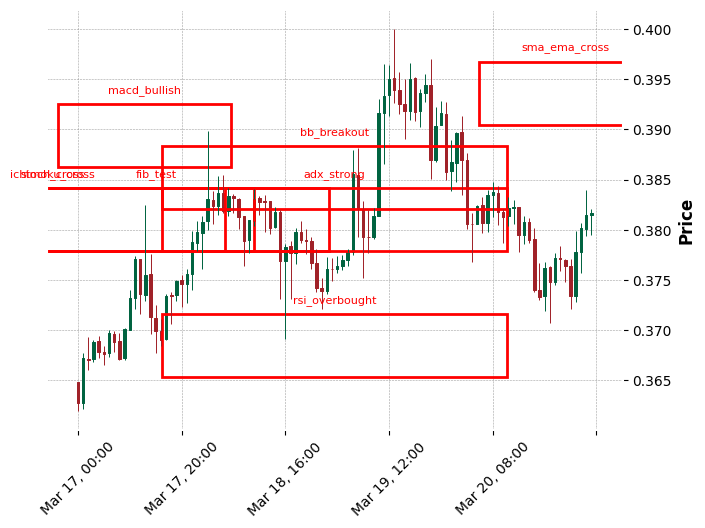 sma_ema_cross
macd_bullish
bb_breakout
fib_test
adx_strong
rsi_overbought
0.400
0.395
0.390
0.385
0.380
0.375
0.370
0.365
Price
Mar 17, 00:00
Mar 17, 20:00
Mar 18, 16:00
Mar 19, 12:00
Mar 20, 08:00